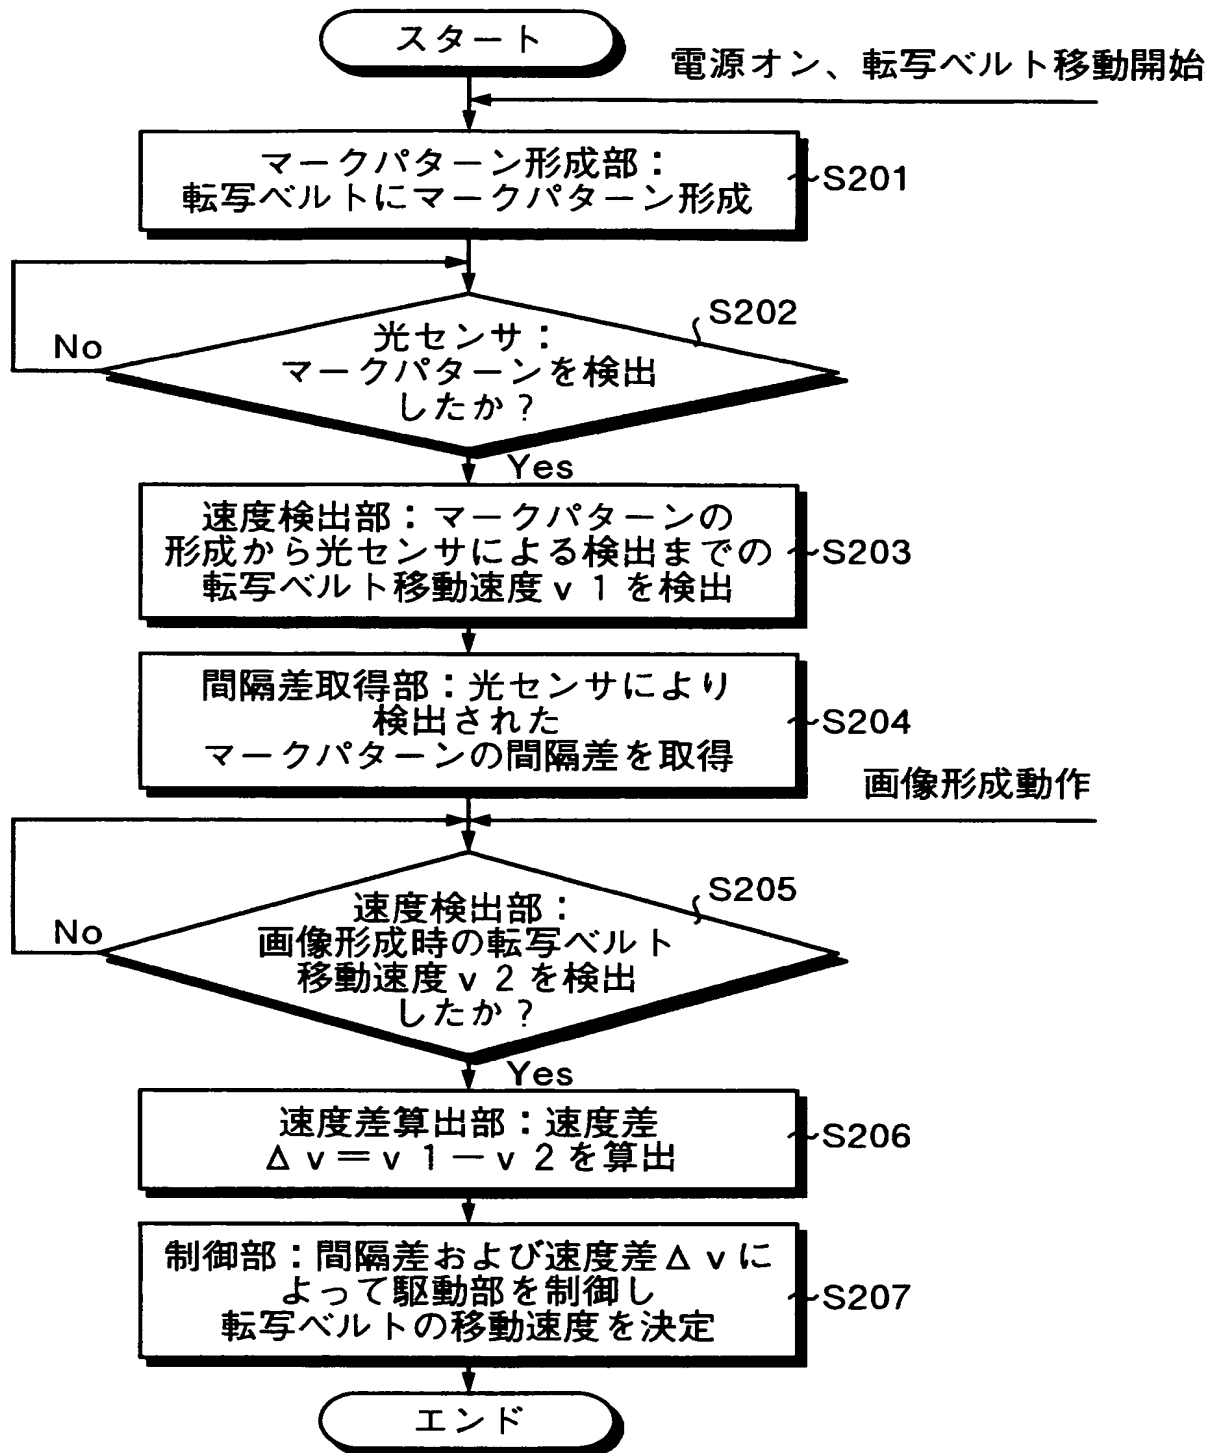 スタート
電源オン、転写ベルト移動開始
マークパターン形成部：
転写ベルトにマークパターン形成
S201
S202
光センサ：
マークパターンを検出
したか？
No
Yes
速度検出部：マークパターンの
形成から光センサによる検出までの
転写ベルト移動速度ｖ１を検出
S203
間隔差取得部：光センサにより
検出された
マークパターンの間隔差を取得
S204
画像形成動作
S205
速度検出部：
画像形成時の転写ベルト
移動速度ｖ２を検出
したか？
No
Yes
速度差算出部：速度差
Δｖ＝ｖ１－ｖ２を算出
S206
制御部：間隔差および速度差Δｖに
よって駆動部を制御し
転写ベルトの移動速度を決定
S207
エンド